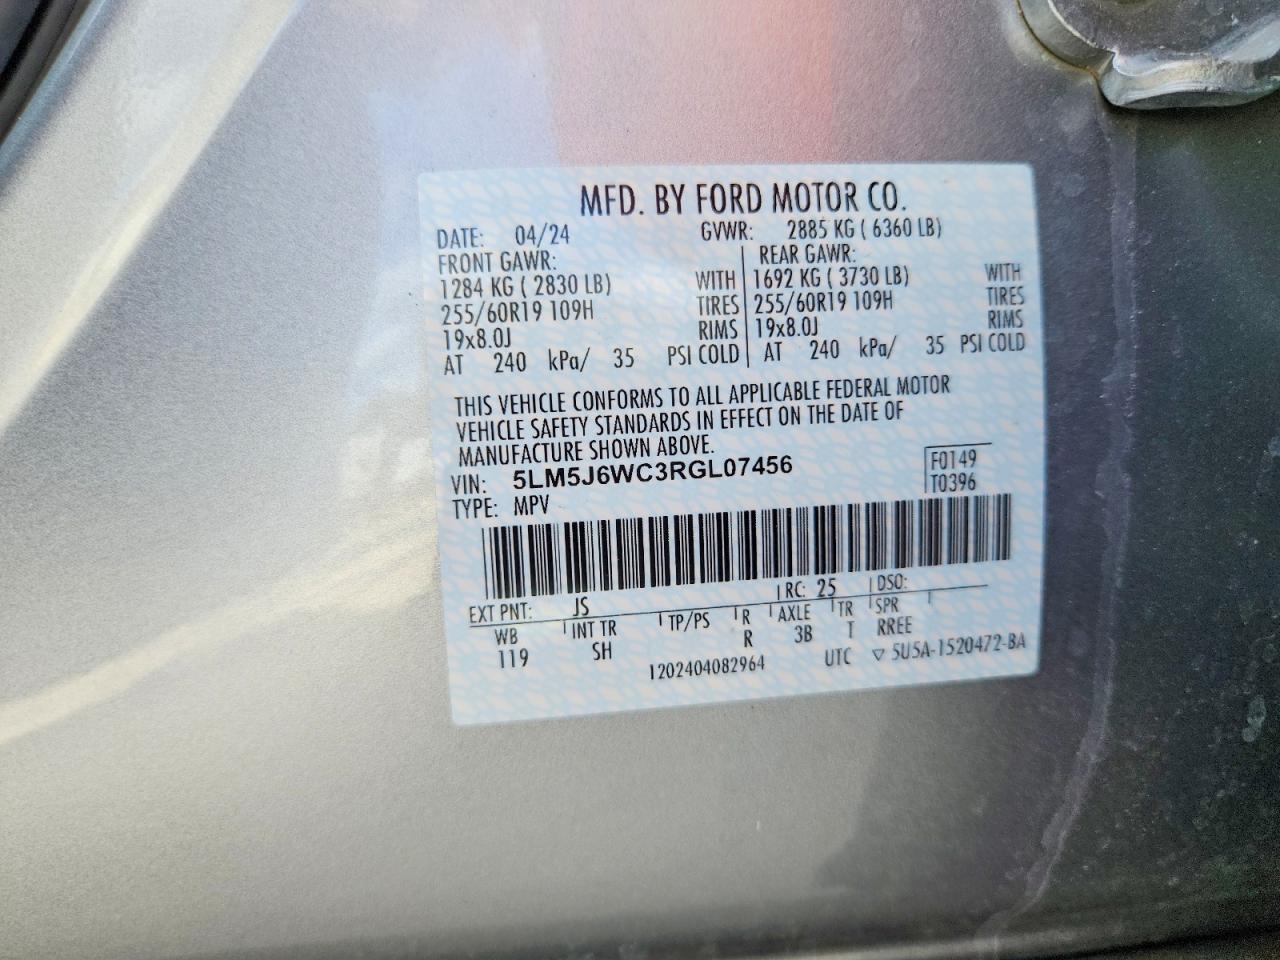 MFD. BY FORD MOTOR CO.
DATE: 04/24 GVWR: 2885 KG ( 6360 LB)
FRONT GAWR: REAR GAWR:
1284 KG ( 2830 LB) WITH 1692 KG ( 3730 LB) WITH
255/60R19 109H TIRES 255/60R19 109H TIRES
19x8.0J RIMS 19x8.0J RIMS
AT 240 kPa/ 35 PSI COLD AT 240 kPa/ 35 PSI COLD
THIS VEHICLE CONFORMS TO ALL APPLICABLE FEDERAL MOTOR
VEHICLE SAFETY STANDARDS IN EFFECT ON THE DATE OF
MANUFACTURE SHOWN ABOVE.
VIN: 5LM5J6WC3RGL07456 F0149
TYPE: MPV T0396
EXT PNT: JS RC: 25 DSO:
WB INT TR TP/PS R AXLE TR SPR
119 SH R 3B T RREE
1202404082964 UTC ▽ 5U5A-1520472-BA